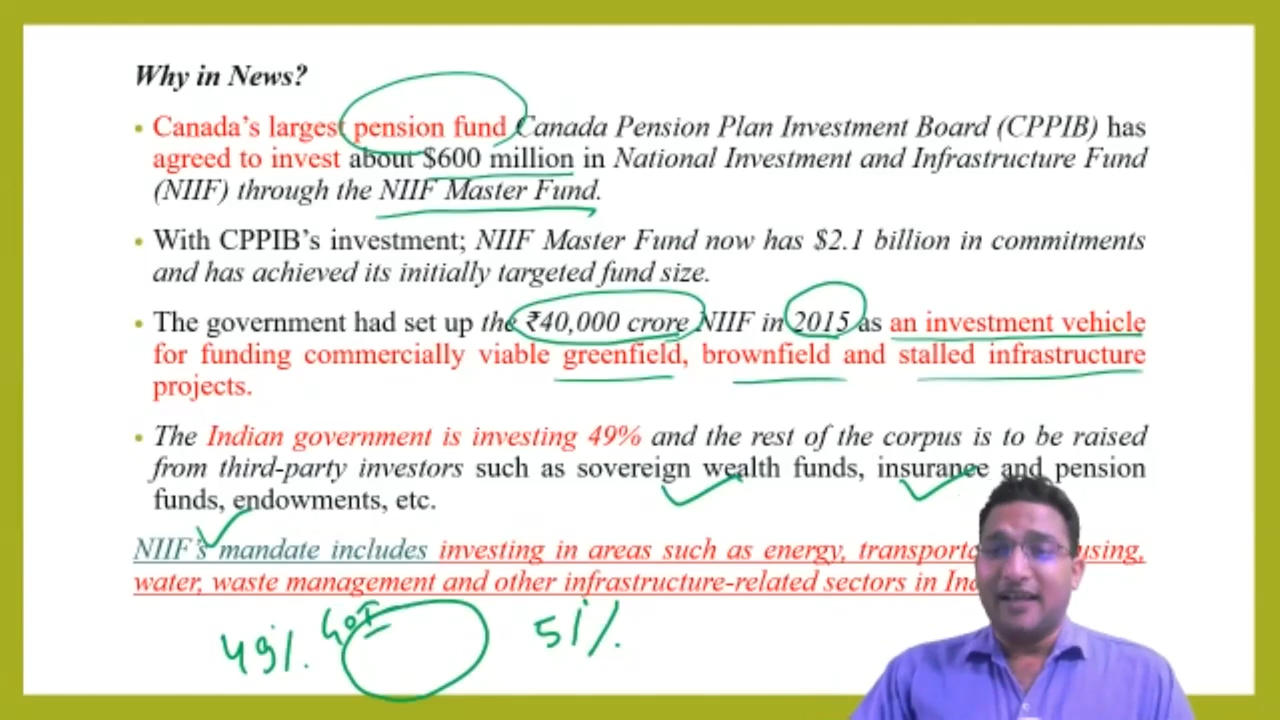 Why in News?
• Canada's largest pension fund Canada Pension Plan Investment Board (CPPIB) has
agreed to invest about $600 million in National Investment and Infrastructure Fund
(NIIF) through the NIIF Master Fund.
• With CPPIB's investment; NIIF Master Fund now has $2.1 billion in commitments
and has achieved its initially targeted fund size.
• The government had set up the ₹40,000 crore NIIF in 2015 as an investment vehicle
for funding commercially viable greenfield, brownfield and stalled infrastructure
projects.
• The Indian government is investing 49% and the rest of the corpus is to be raised
from third-party investors such as sovereign wealth funds, insurance and pension
funds, endowments, etc.
NIIF's mandate includes investing in areas such as energy,
water, waste management and other infrastructure-related sectors in
49% GOI 51%